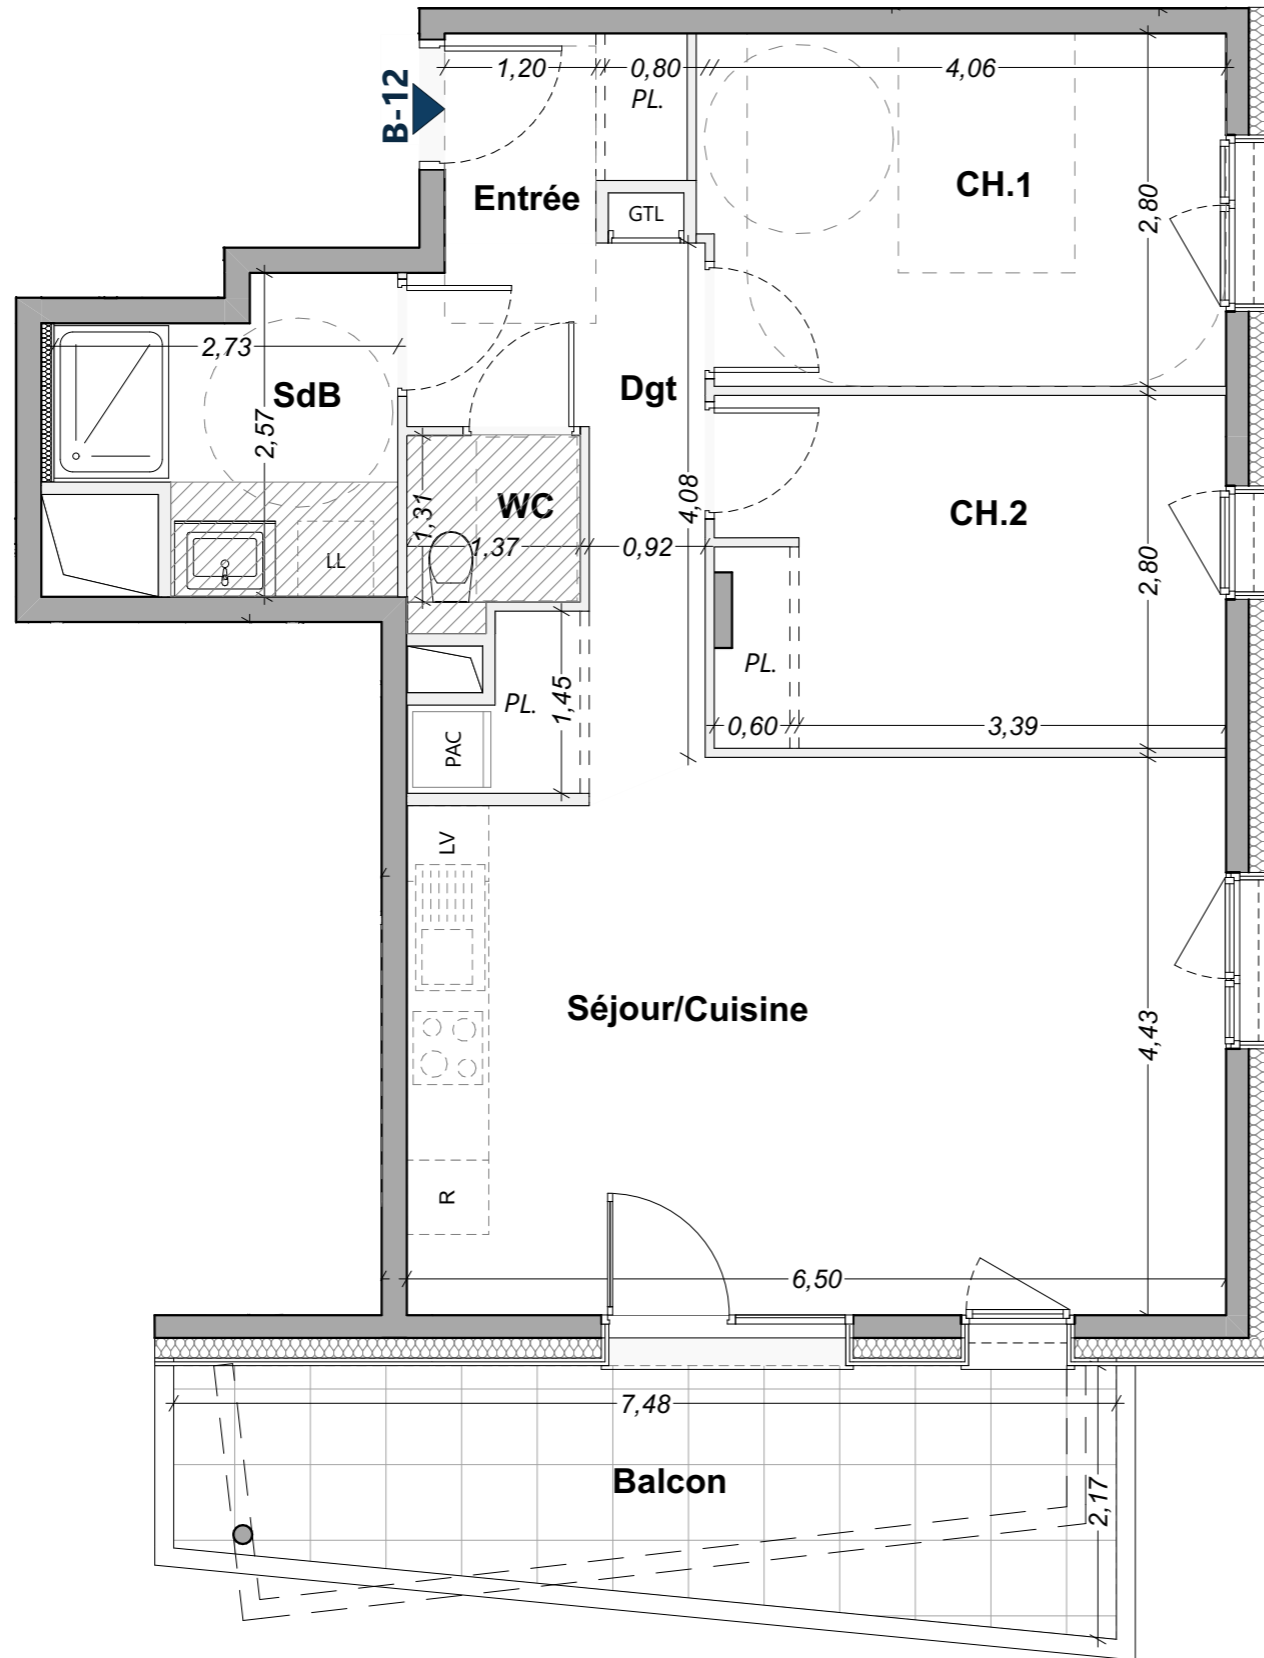 B-12
1,20
0,80
PL.
4,06
Entrée
GTL
CH.1
2,80
2,73
SdB
2,57
Dgt
4,08
WC
1,31
1,37
0,92
LL
CH.2
2,80
PL.
0,60
3,39
PL.
1,45
PAC
LV
Séjour/Cuisine
4,43
R
6,50
7,48
Balcon
2,17